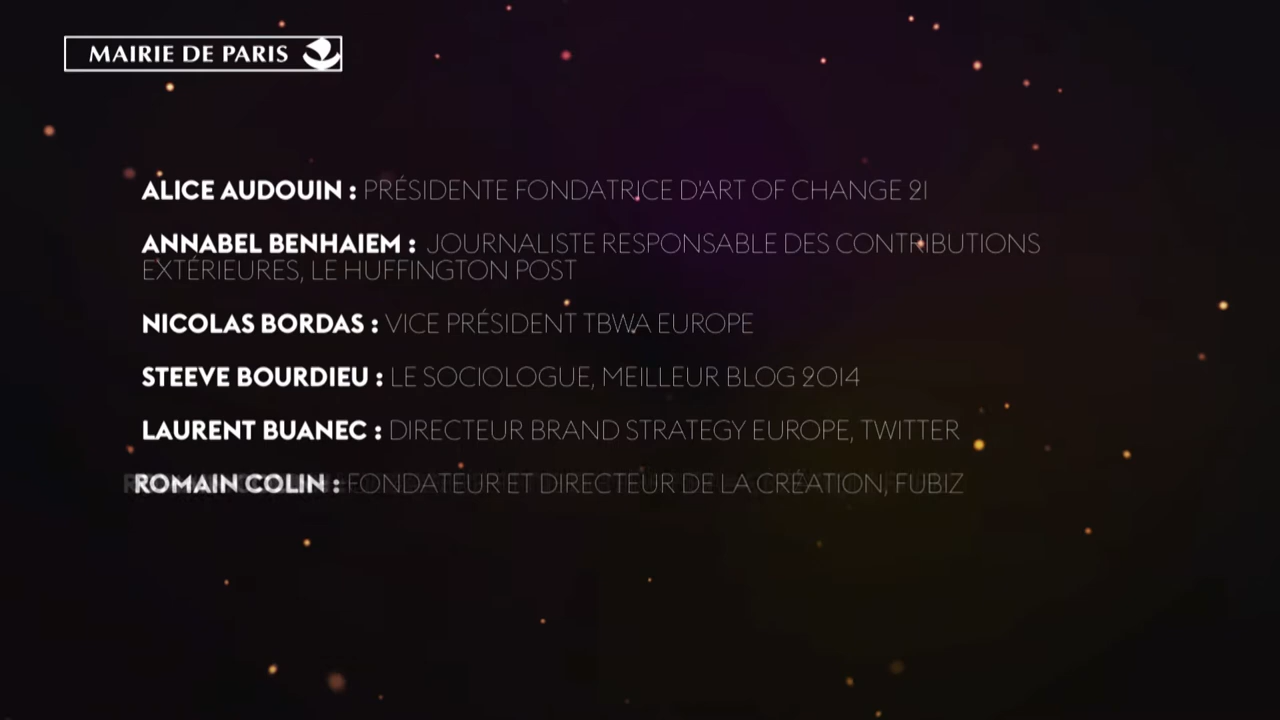 MAIRIE DE PARIS
ALICE AUDOUIN : PRÉSIDENTE FONDATRICE D'ART OF CHANGE 21
ANNABEL BENHAIEM : JOURNALISTE RESPONSABLE DES CONTRIBUTIONS
EXTÉRIEURES, LE HUFFINGTON POST
NICOLAS BORDAS : VICE PRÉSIDENT TBWA EUROPE
STEEVE BOURDIEU : LE SOCIOLOGUE, MEILLEUR BLOG 2014
LAURENT BUANEC : DIRECTEUR BRAND STRATEGY EUROPE, TWITTER
ROMAIN COLIN : FONDATEUR ET DIRECTEUR DE LA CRÉATION, FUBIZ